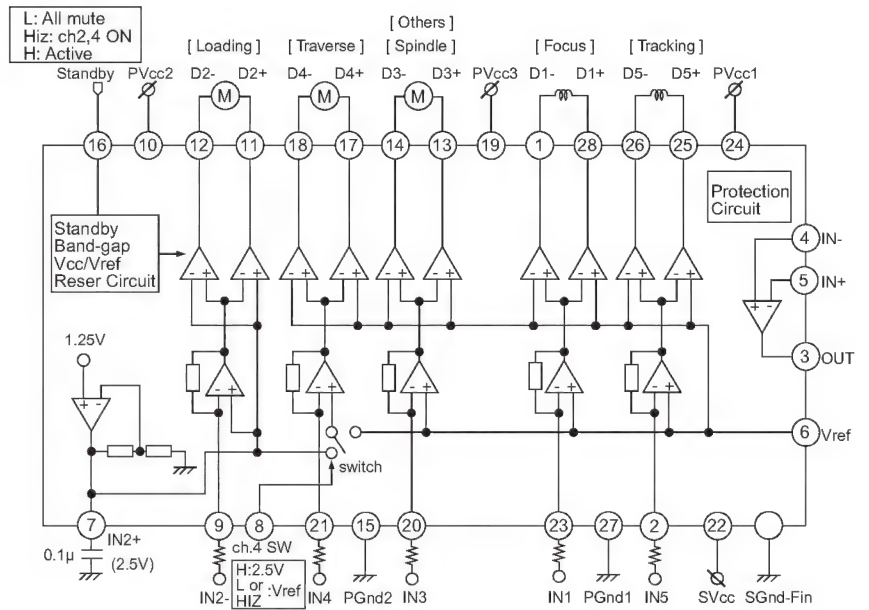 L: All mute
Hiz: ch2,4 ON
H: Active
[ Others ]
[ Loading ] [ Traverse ] [ Spindle ] [ Focus ] [ Tracking ]
Standby PVcc2 D2- D2+ D4- D4+ D3- D3+ PVcc3 D1- D1+ D5- D5+ PVcc1
M M M
16 10 12 11 18 17 14 13 19 1 28 26 25 24
Protection
Circuit
Standby
Band-gap
Vcc/Vref
Reser Circuit
4 IN-
5 IN+
- + - + - + - + - + - + - + - + - + - +
- +
1.25V
3 OUT
- + - + - + - + - +
+ -
6 Vref
switch
7 9 8 21 15 20 23 27 2 22
IN2+
ch.4 SW
0.1μ
(2.5V)
H:2.5V
L or :Vref
HIZ
IN2- IN4 PGnd2 IN3 IN1 PGnd1 IN5 SVcc SGnd-Fin